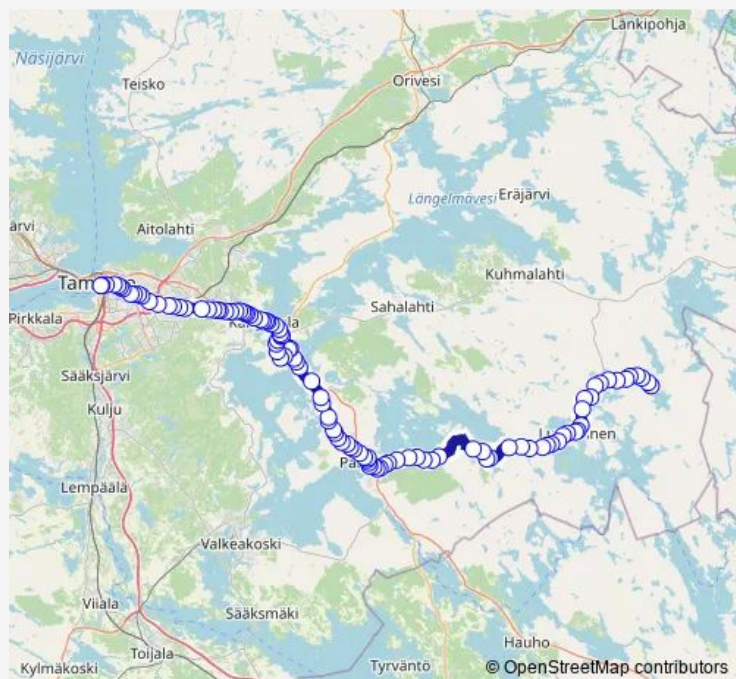 Länkipohja
Näsijärvi
Teisko
Orivesi
Längelmävesi
Eräjärvi
Aitolahti
Kuhmalahti
Sahalahti
Pirkkala
Sääksjärvi
Kulju
Lempäälä
Valkeakoski
Viiala
Sääksmäki
Toijala
Hauho
Kylmäkoski
Tyrväntö
© OpenStreetMap contributors